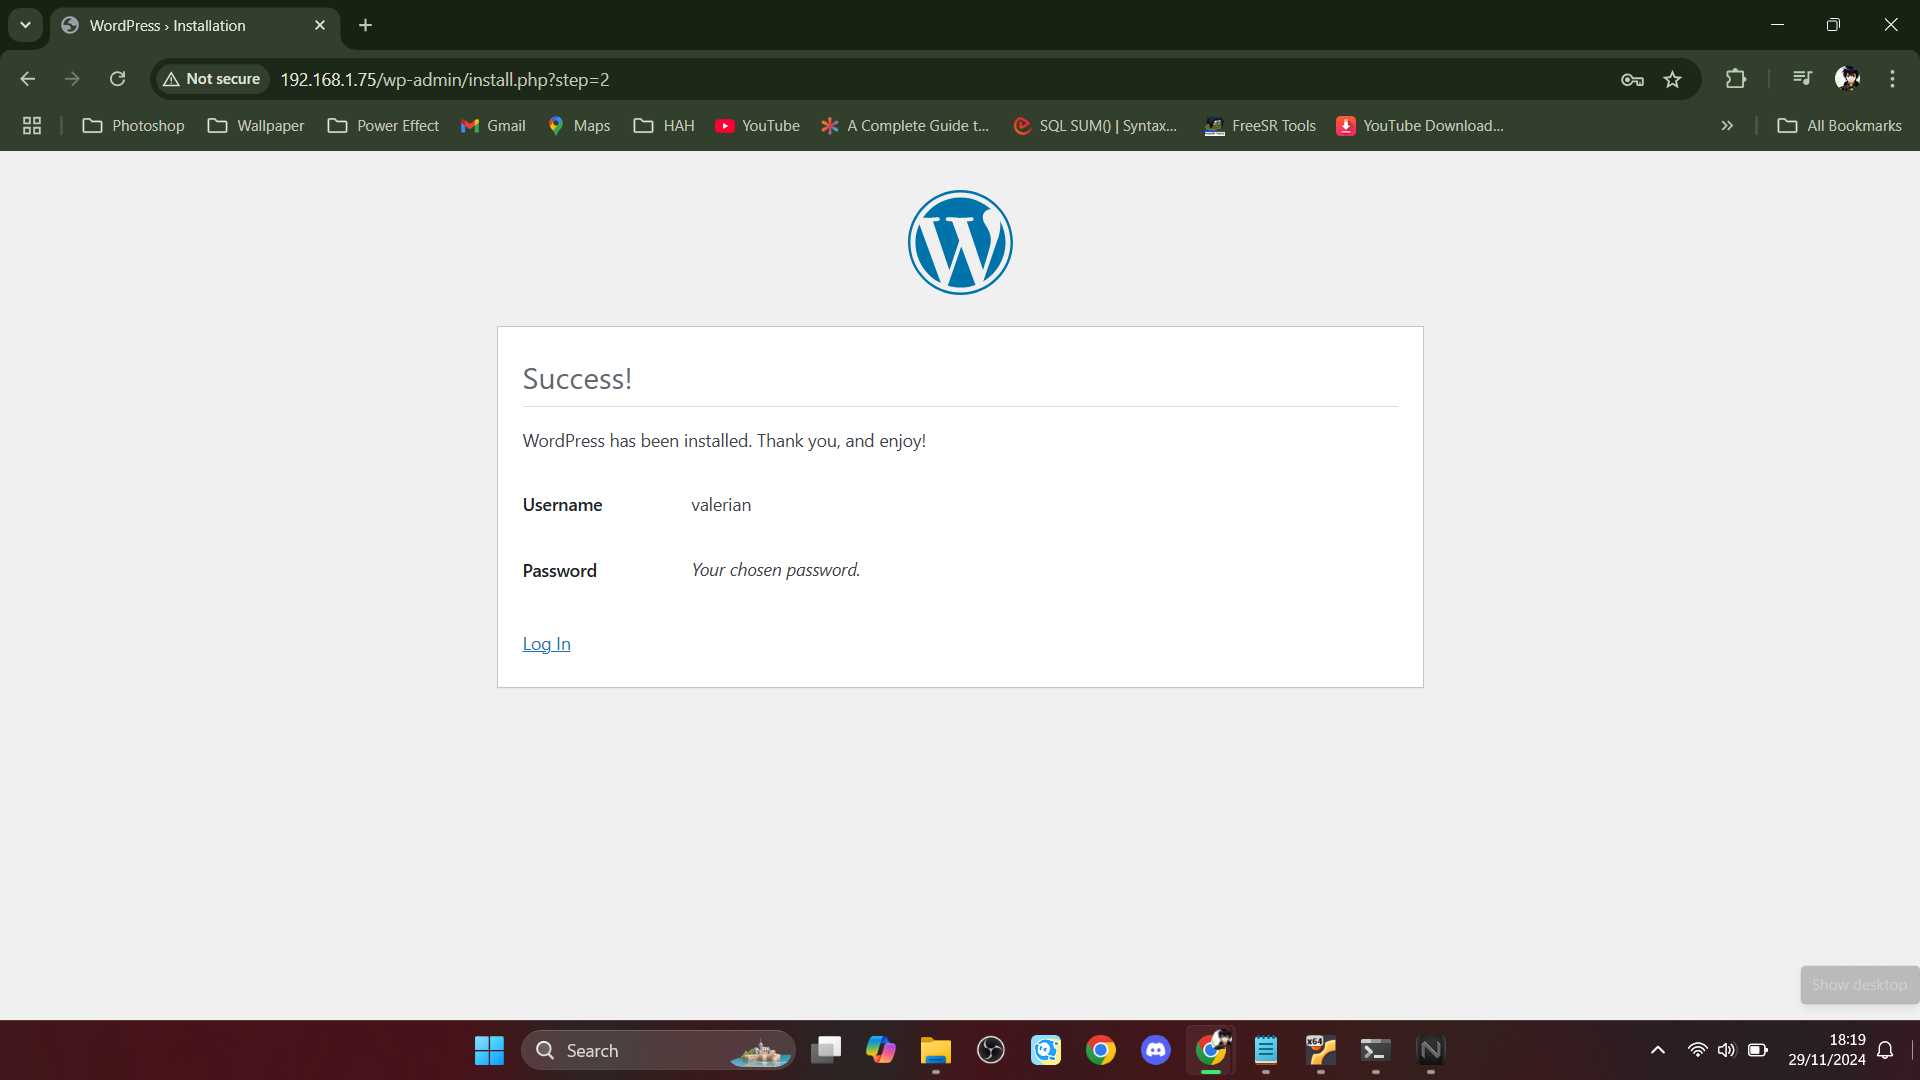 WordPress › Installation
Not secure
192.168.1.75/wp-admin/install.php?step=2
Photoshop
Wallpaper
Power Effect
Gmail
Maps
HAH
YouTube
A Complete Guide t...
SQL SUM() | Syntax...
FreeSR Tools
YouTube Download...
All Bookmarks
Success!
WordPress has been installed. Thank you, and enjoy!
Username valerian
Password Your chosen password.
Log In
Show desktop
Search
x64
18:19
29/11/2024